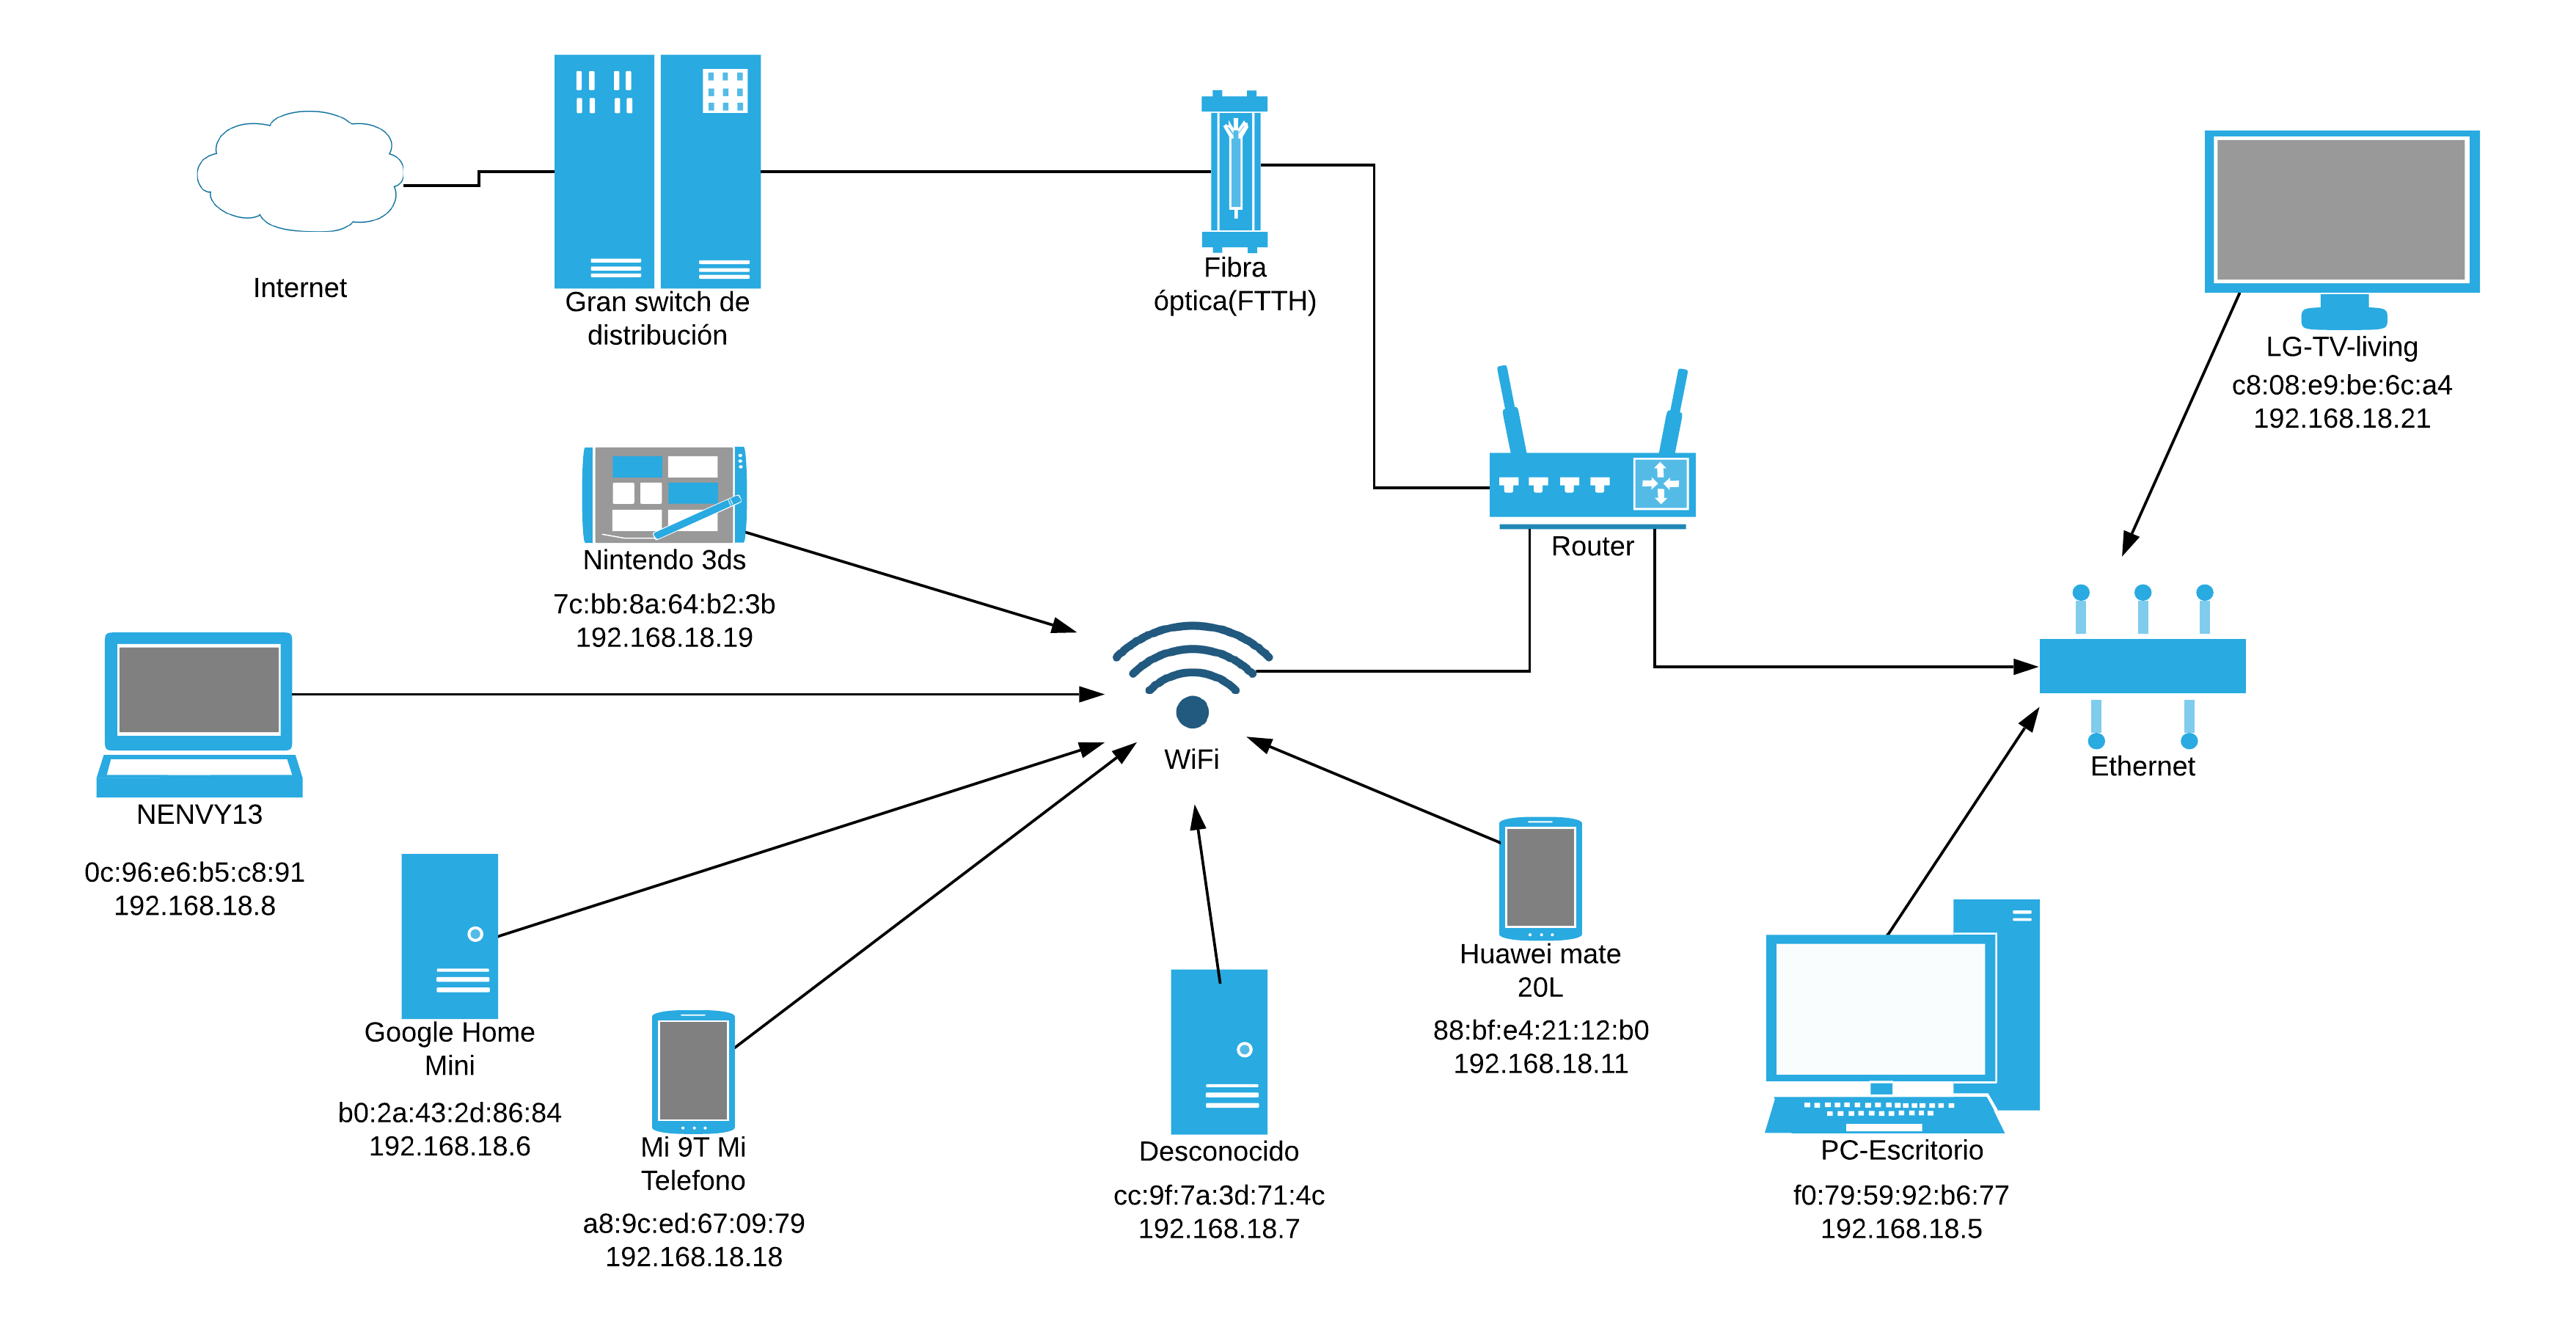 Internet
Gran switch de
distribución
Fibra
óptica(FTTH)
LG-TV-living
c8:08:e9:be:6c:a4
192.168.18.21
Router
Nintendo 3ds
7c:bb:8a:64:b2:3b
192.168.18.19
WiFi
Ethernet
NENVY13
0c:96:e6:b5:c8:91
192.168.18.8
Google Home
Mini
b0:2a:43:2d:86:84
192.168.18.6
Mi 9T Mi
Telefono
a8:9c:ed:67:09:79
192.168.18.18
Desconocido
cc:9f:7a:3d:71:4c
192.168.18.7
Huawei mate
20L
88:bf:e4:21:12:b0
192.168.18.11
PC-Escritorio
f0:79:59:92:b6:77
192.168.18.5